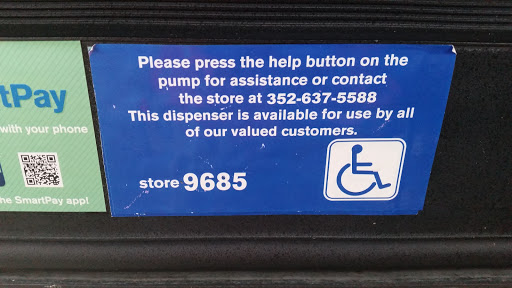 Please press the help button on the
pump for assistance or contact
the store at 352-637-5588
This dispenser is available for use by all
of our valued customers.
store 9685
tPay
with your phone
he SmartPay app!